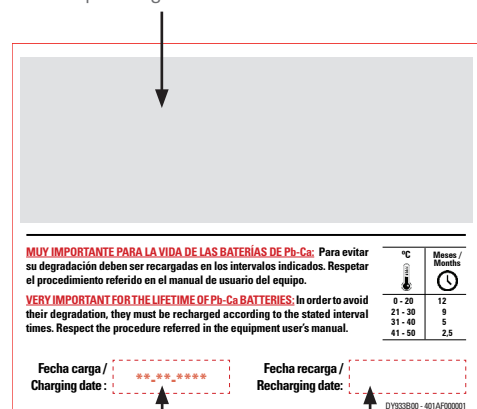 MUY IMPORTANTE PARA LA VIDA DE LAS BATERÍAS DE Pb-Ca: Para evitar
su degradación deben ser recargadas en los intervalos indicados. Respetar
el procedimiento referido en el manual de usuario del equipo.
VERY IMPORTANT FOR THE LIFETIME OF Pb-Ca BATTERIES: In order to avoid
their degradation, they must be recharged according to the stated interval
times. Respect the procedure referred in the equipment user's manual.
ºC Meses / Months
0 - 20 12
21 - 30 9
31 - 40 5
41 - 50 2,5
Fecha carga / Charging date : **-**-****
Fecha recarga / Recharging date:
DY933B00 - 401AF000001